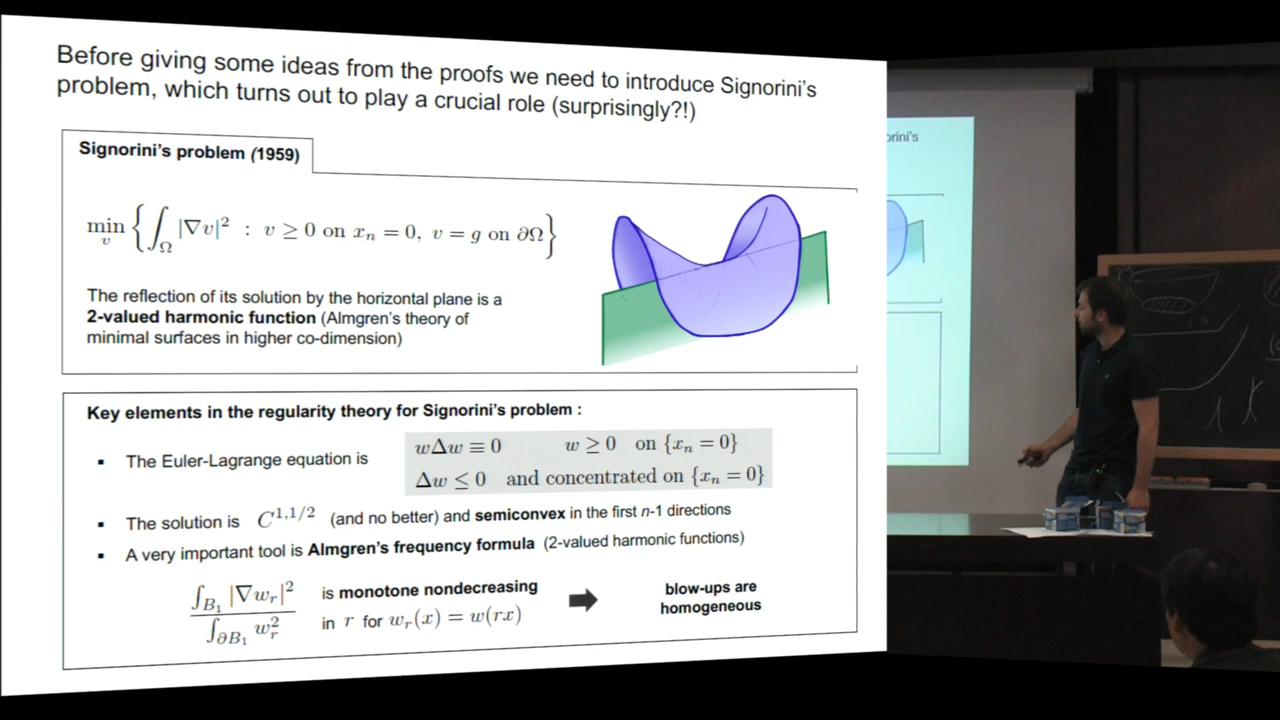 Before giving some ideas from the proofs we need to introduce Signorini's
problem, which turns out to play a crucial role (surprisingly?!)
Signorini's problem (1959)
min_v { ∫_Ω |∇v|² : v ≥ 0 on x_n = 0, v = g on ∂Ω }
The reflection of its solution by the horizontal plane is a
2-valued harmonic function (Almgren's theory of
minimal surfaces in higher co-dimension)
Key elements in the regularity theory for Signorini's problem :
▪ The Euler-Lagrange equation is
wΔw ≡ 0 w ≥ 0 on {x_n = 0}
Δw ≤ 0 and concentrated on {x_n = 0}
▪ The solution is C^{1,1/2} (and no better) and semiconvex in the first n-1 directions
▪ A very important tool is Almgren's frequency formula (2-valued harmonic functions)
∫_{B_1} |∇w_r|² / ∫_{∂B_1} w_r²
is monotone nondecreasing
in r for w_r(x) = w(rx)
blow-ups are
homogeneous
orini's